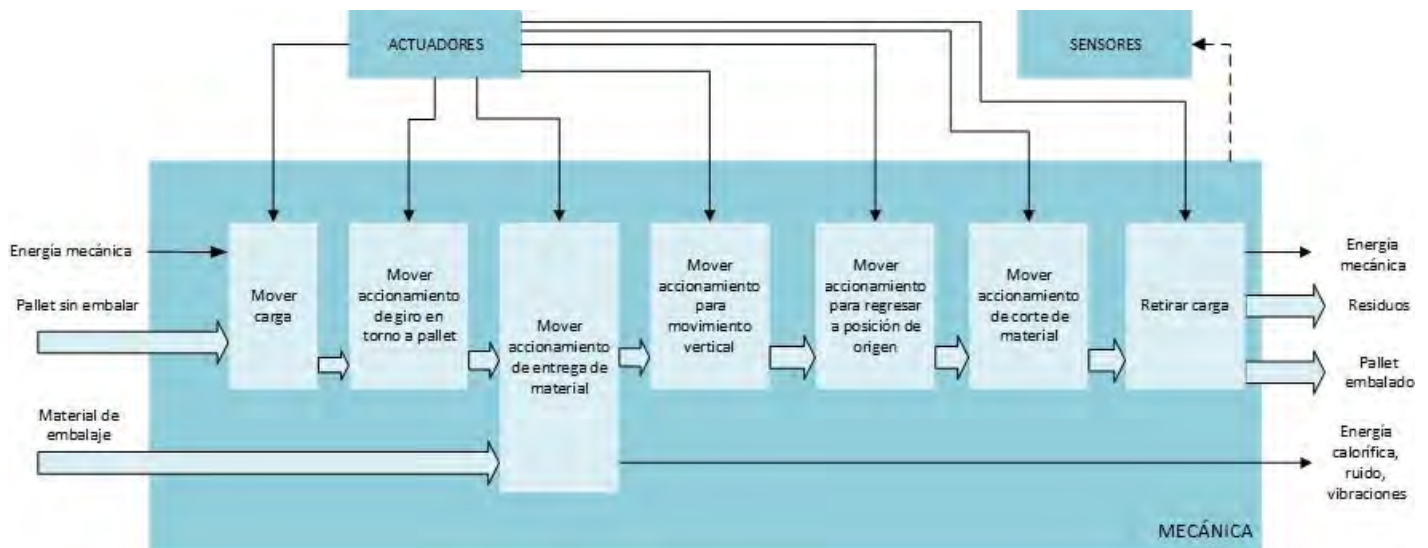 ACTUADORES
SENSORES
Energía mecánica
Pallet sin embalar
Material de
embalaje
Mover
carga
Mover
accionamiento
de giro en
torno a pallet
Mover
accionamiento
de entrega de
material
Mover
accionamiento
para
movimiento
vertical
Mover
accionamiento
para regresar
a posición de
origen
Mover
accionamiento
de corte de
material
Retirar carga
Energía
mecánica
Residuos
Pallet
embalado
Energía
calorífica,
ruido,
vibraciones
MECÁNICA